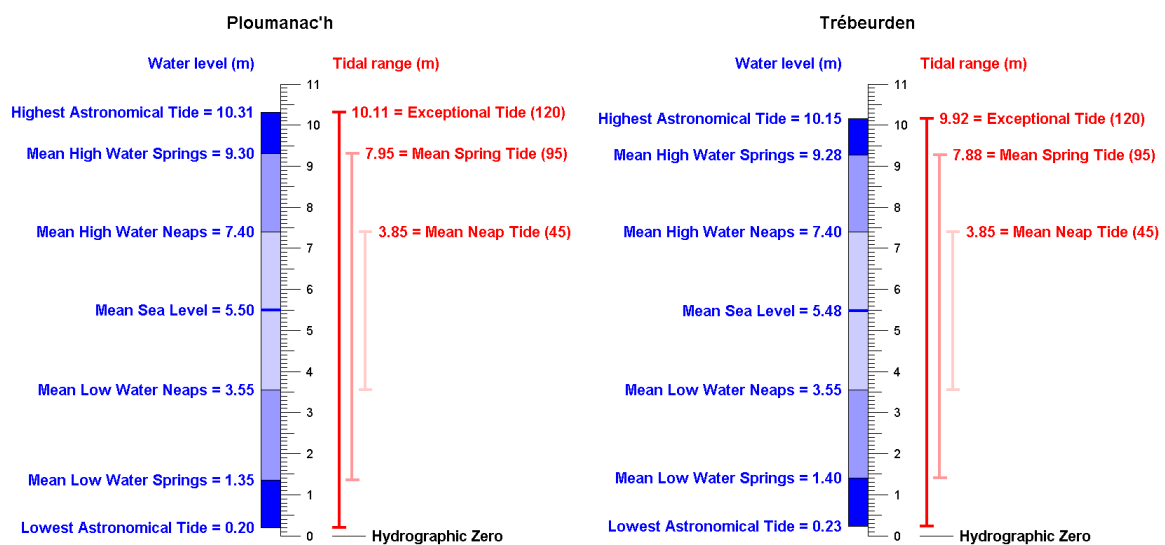 Ploumanac'h
Water level (m)
Tidal range (m)
11
Highest Astronomical Tide = 10.31
10.11 = Exceptional Tide (120)
10
Mean High Water Springs = 9.30
7.95 = Mean Spring Tide (95)
9
8
Mean High Water Neaps = 7.40
3.85 = Mean Neap Tide (45)
7
6
Mean Sea Level = 5.50
5
4
Mean Low Water Neaps = 3.55
3
2
Mean Low Water Springs = 1.35
1
Lowest Astronomical Tide = 0.20
0
Hydrographic Zero
Trébeurden
Water level (m)
Tidal range (m)
11
Highest Astronomical Tide = 10.15
9.92 = Exceptional Tide (120)
10
Mean High Water Springs = 9.28
7.88 = Mean Spring Tide (95)
9
8
Mean High Water Neaps = 7.40
3.85 = Mean Neap Tide (45)
7
6
Mean Sea Level = 5.48
5
4
Mean Low Water Neaps = 3.55
3
2
Mean Low Water Springs = 1.40
1
Lowest Astronomical Tide = 0.23
0
Hydrographic Zero